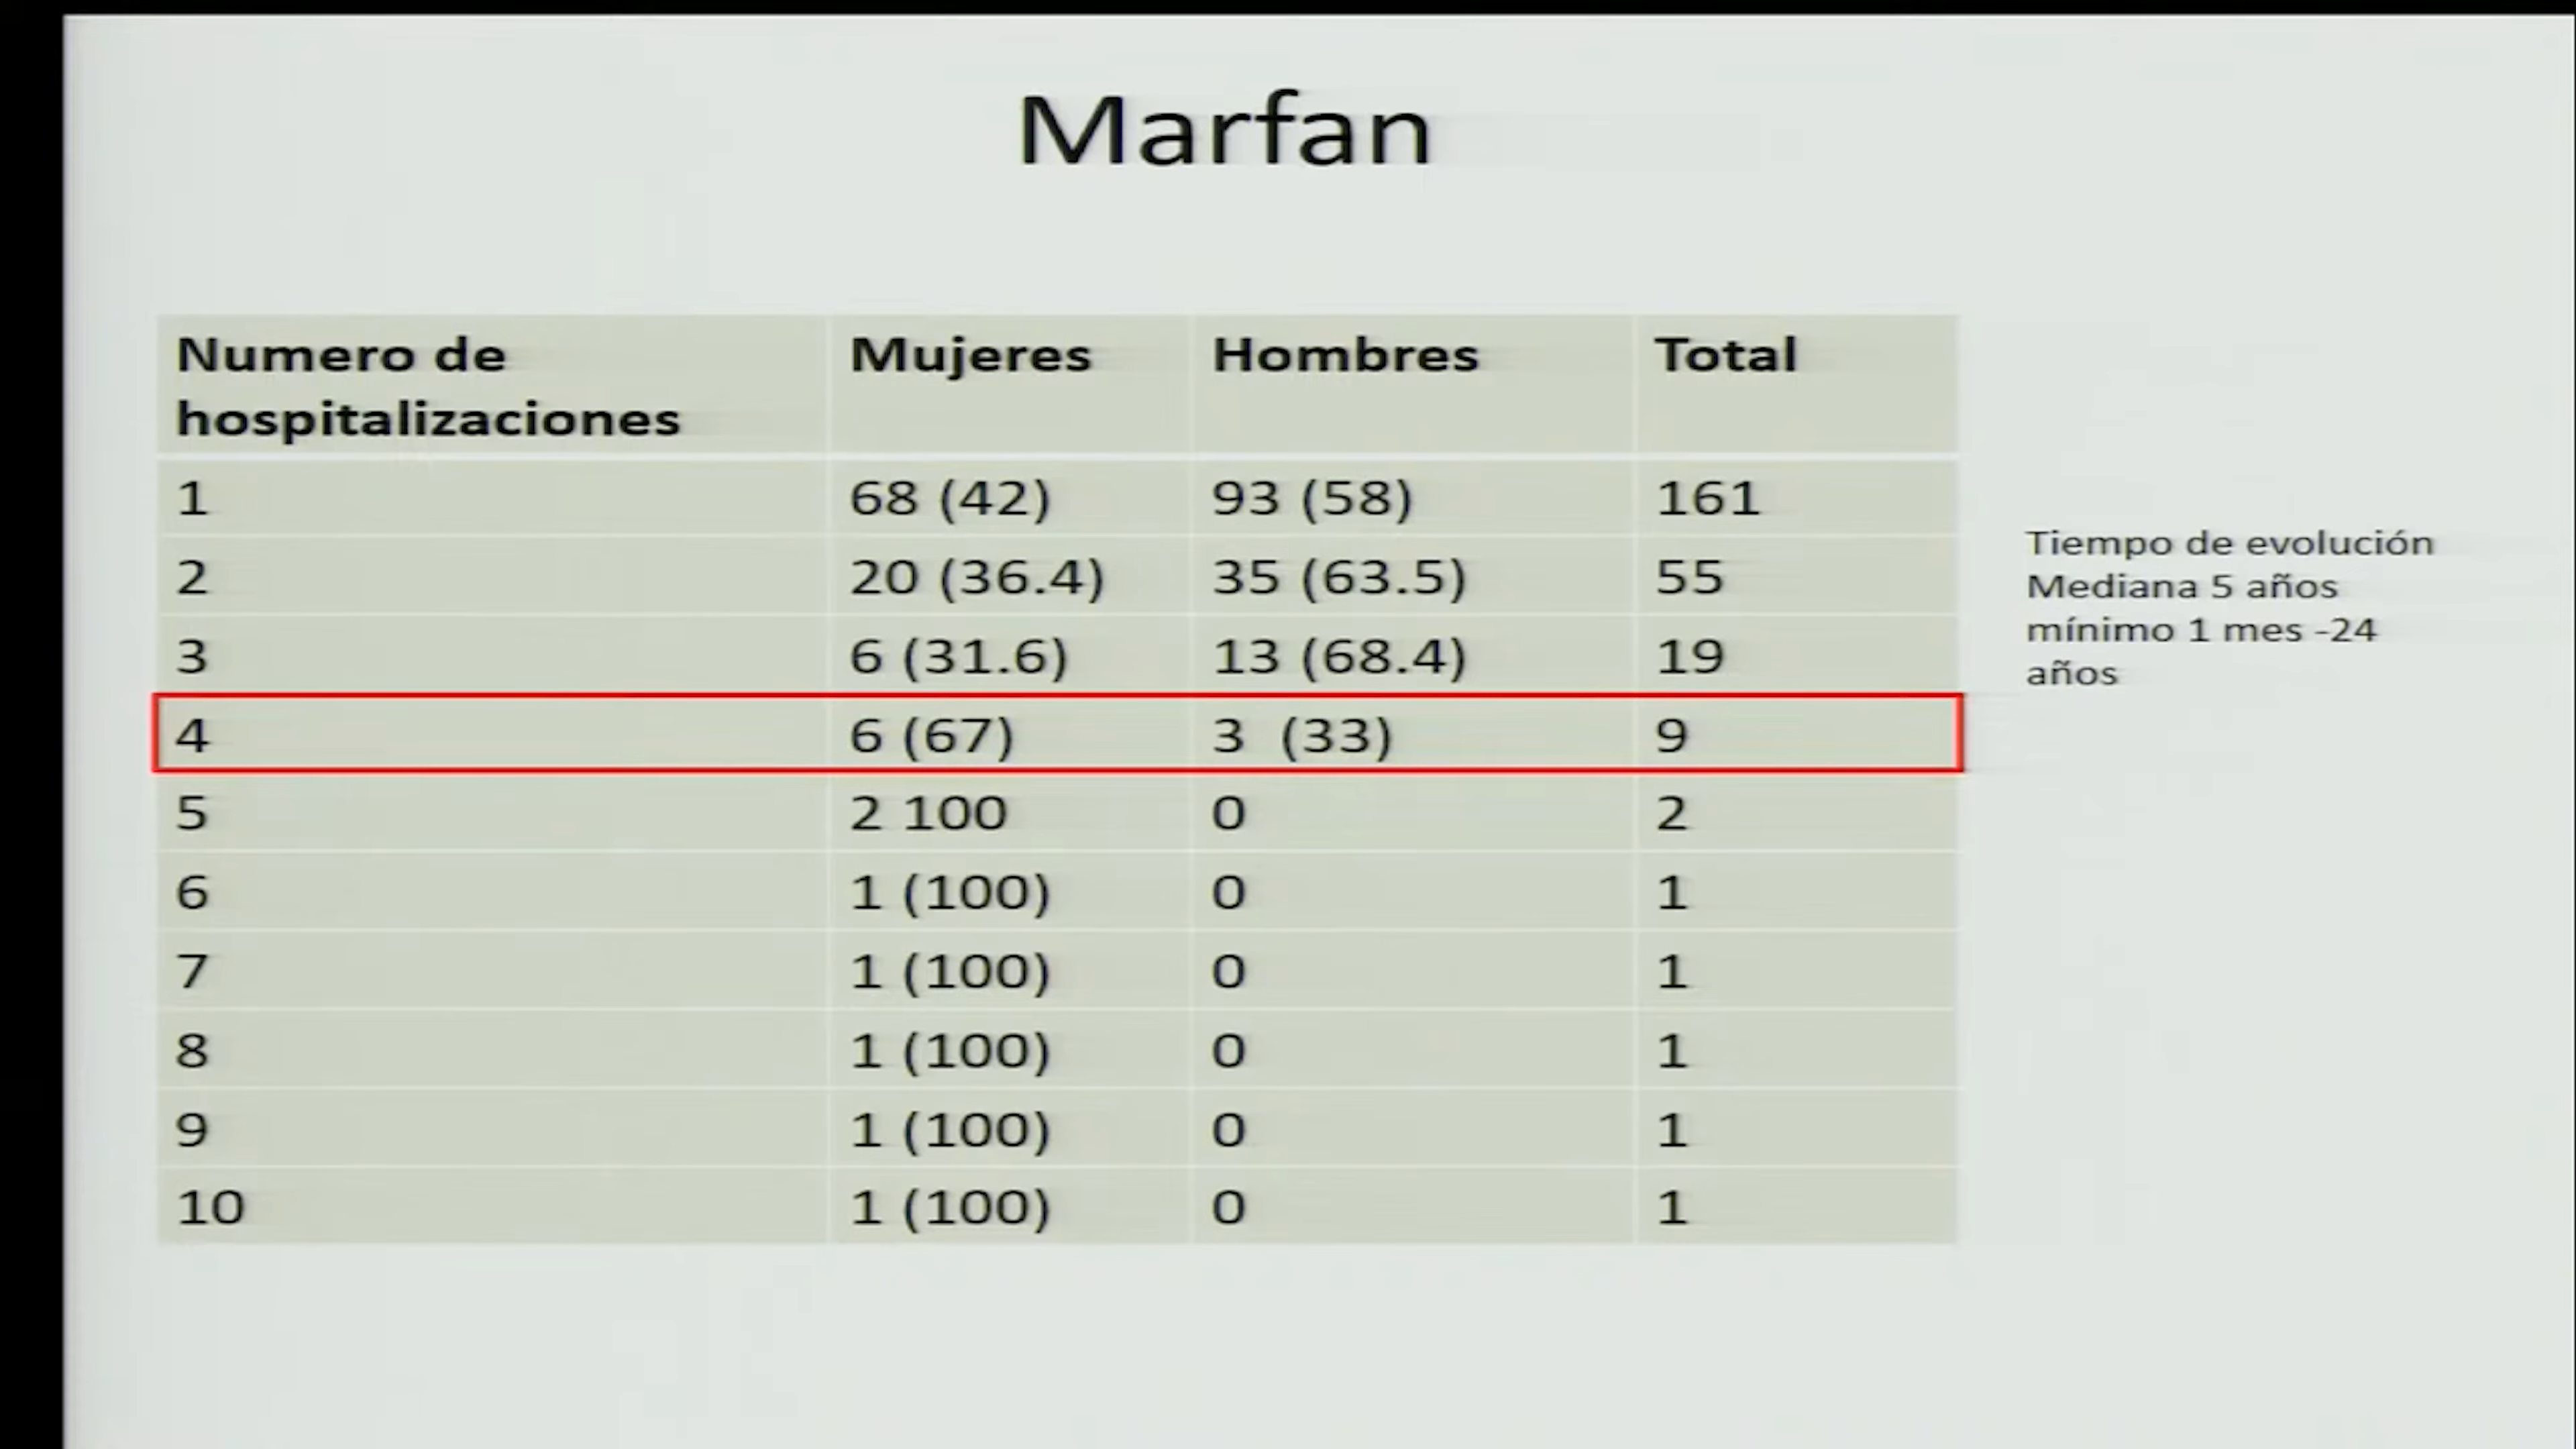 Marfan
Numero de hospitalizaciones Mujeres Hombres Total
1 68 (42) 93 (58) 161
2 20 (36.4) 35 (63.5) 55
3 6 (31.6) 13 (68.4) 19
4 6 (67) 3 (33) 9
5 2 100 0 2
6 1 (100) 0 1
7 1 (100) 0 1
8 1 (100) 0 1
9 1 (100) 0 1
10 1 (100) 0 1
Tiempo de evolución
Mediana 5 años
mínimo 1 mes -24
años